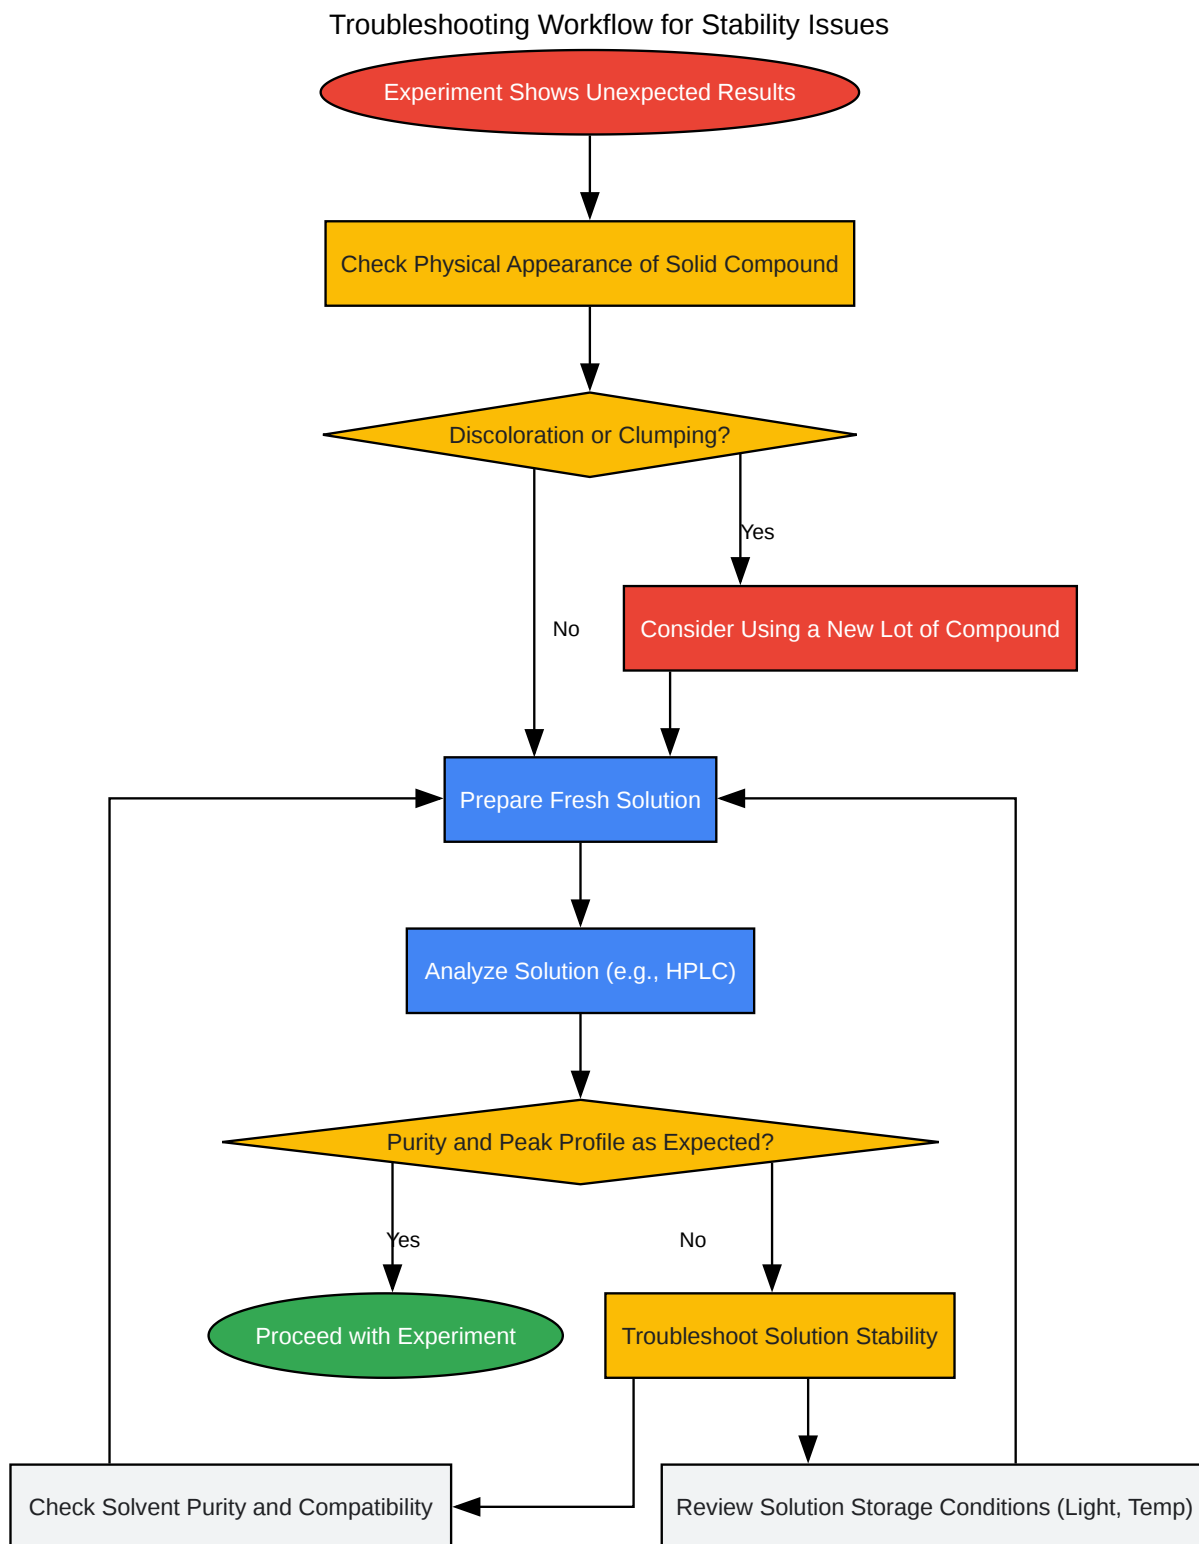 Troubleshooting Workflow for Stability Issues
Experiment Shows Unexpected Results
Check Physical Appearance of Solid Compound
Discoloration or Clumping?
Yes
No
Consider Using a New Lot of Compound
Prepare Fresh Solution
Analyze Solution (e.g., HPLC)
Purity and Peak Profile as Expected?
Yes
No
Proceed with Experiment
Troubleshoot Solution Stability
Check Solvent Purity and Compatibility
Review Solution Storage Conditions (Light, Temp)